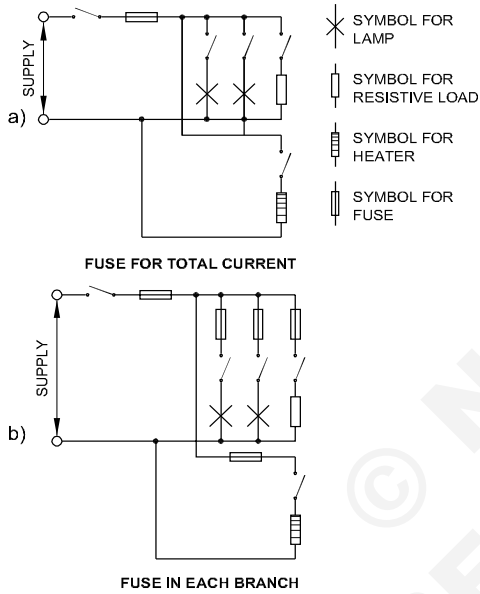 SUPPLY
a)
SYMBOL FOR
LAMP
SYMBOL FOR
RESISTIVE LOAD
SYMBOL FOR
HEATER
SYMBOL FOR
FUSE
FUSE FOR TOTAL CURRENT
SUPPLY
b)
FUSE IN EACH BRANCH
© N